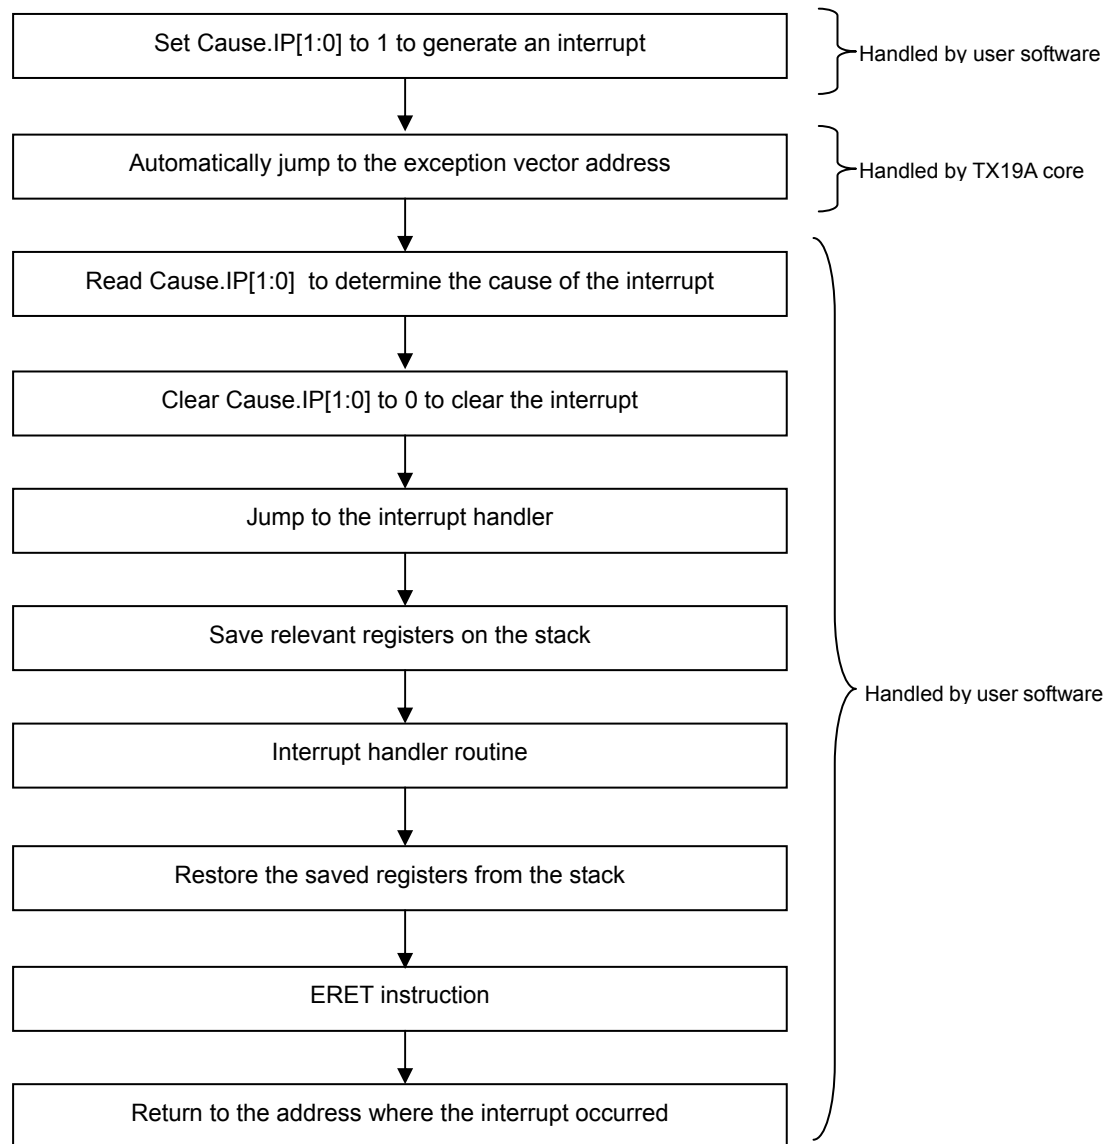 Set Cause.IP[1:0] to 1 to generate an interrupt
Handled by user software
Automatically jump to the exception vector address
Handled by TX19A core
Read Cause.IP[1:0] to determine the cause of the interrupt
Clear Cause.IP[1:0] to 0 to clear the interrupt
Jump to the interrupt handler
Save relevant registers on the stack
Handled by user software
Interrupt handler routine
Restore the saved registers from the stack
ERET instruction
Return to the address where the interrupt occurred